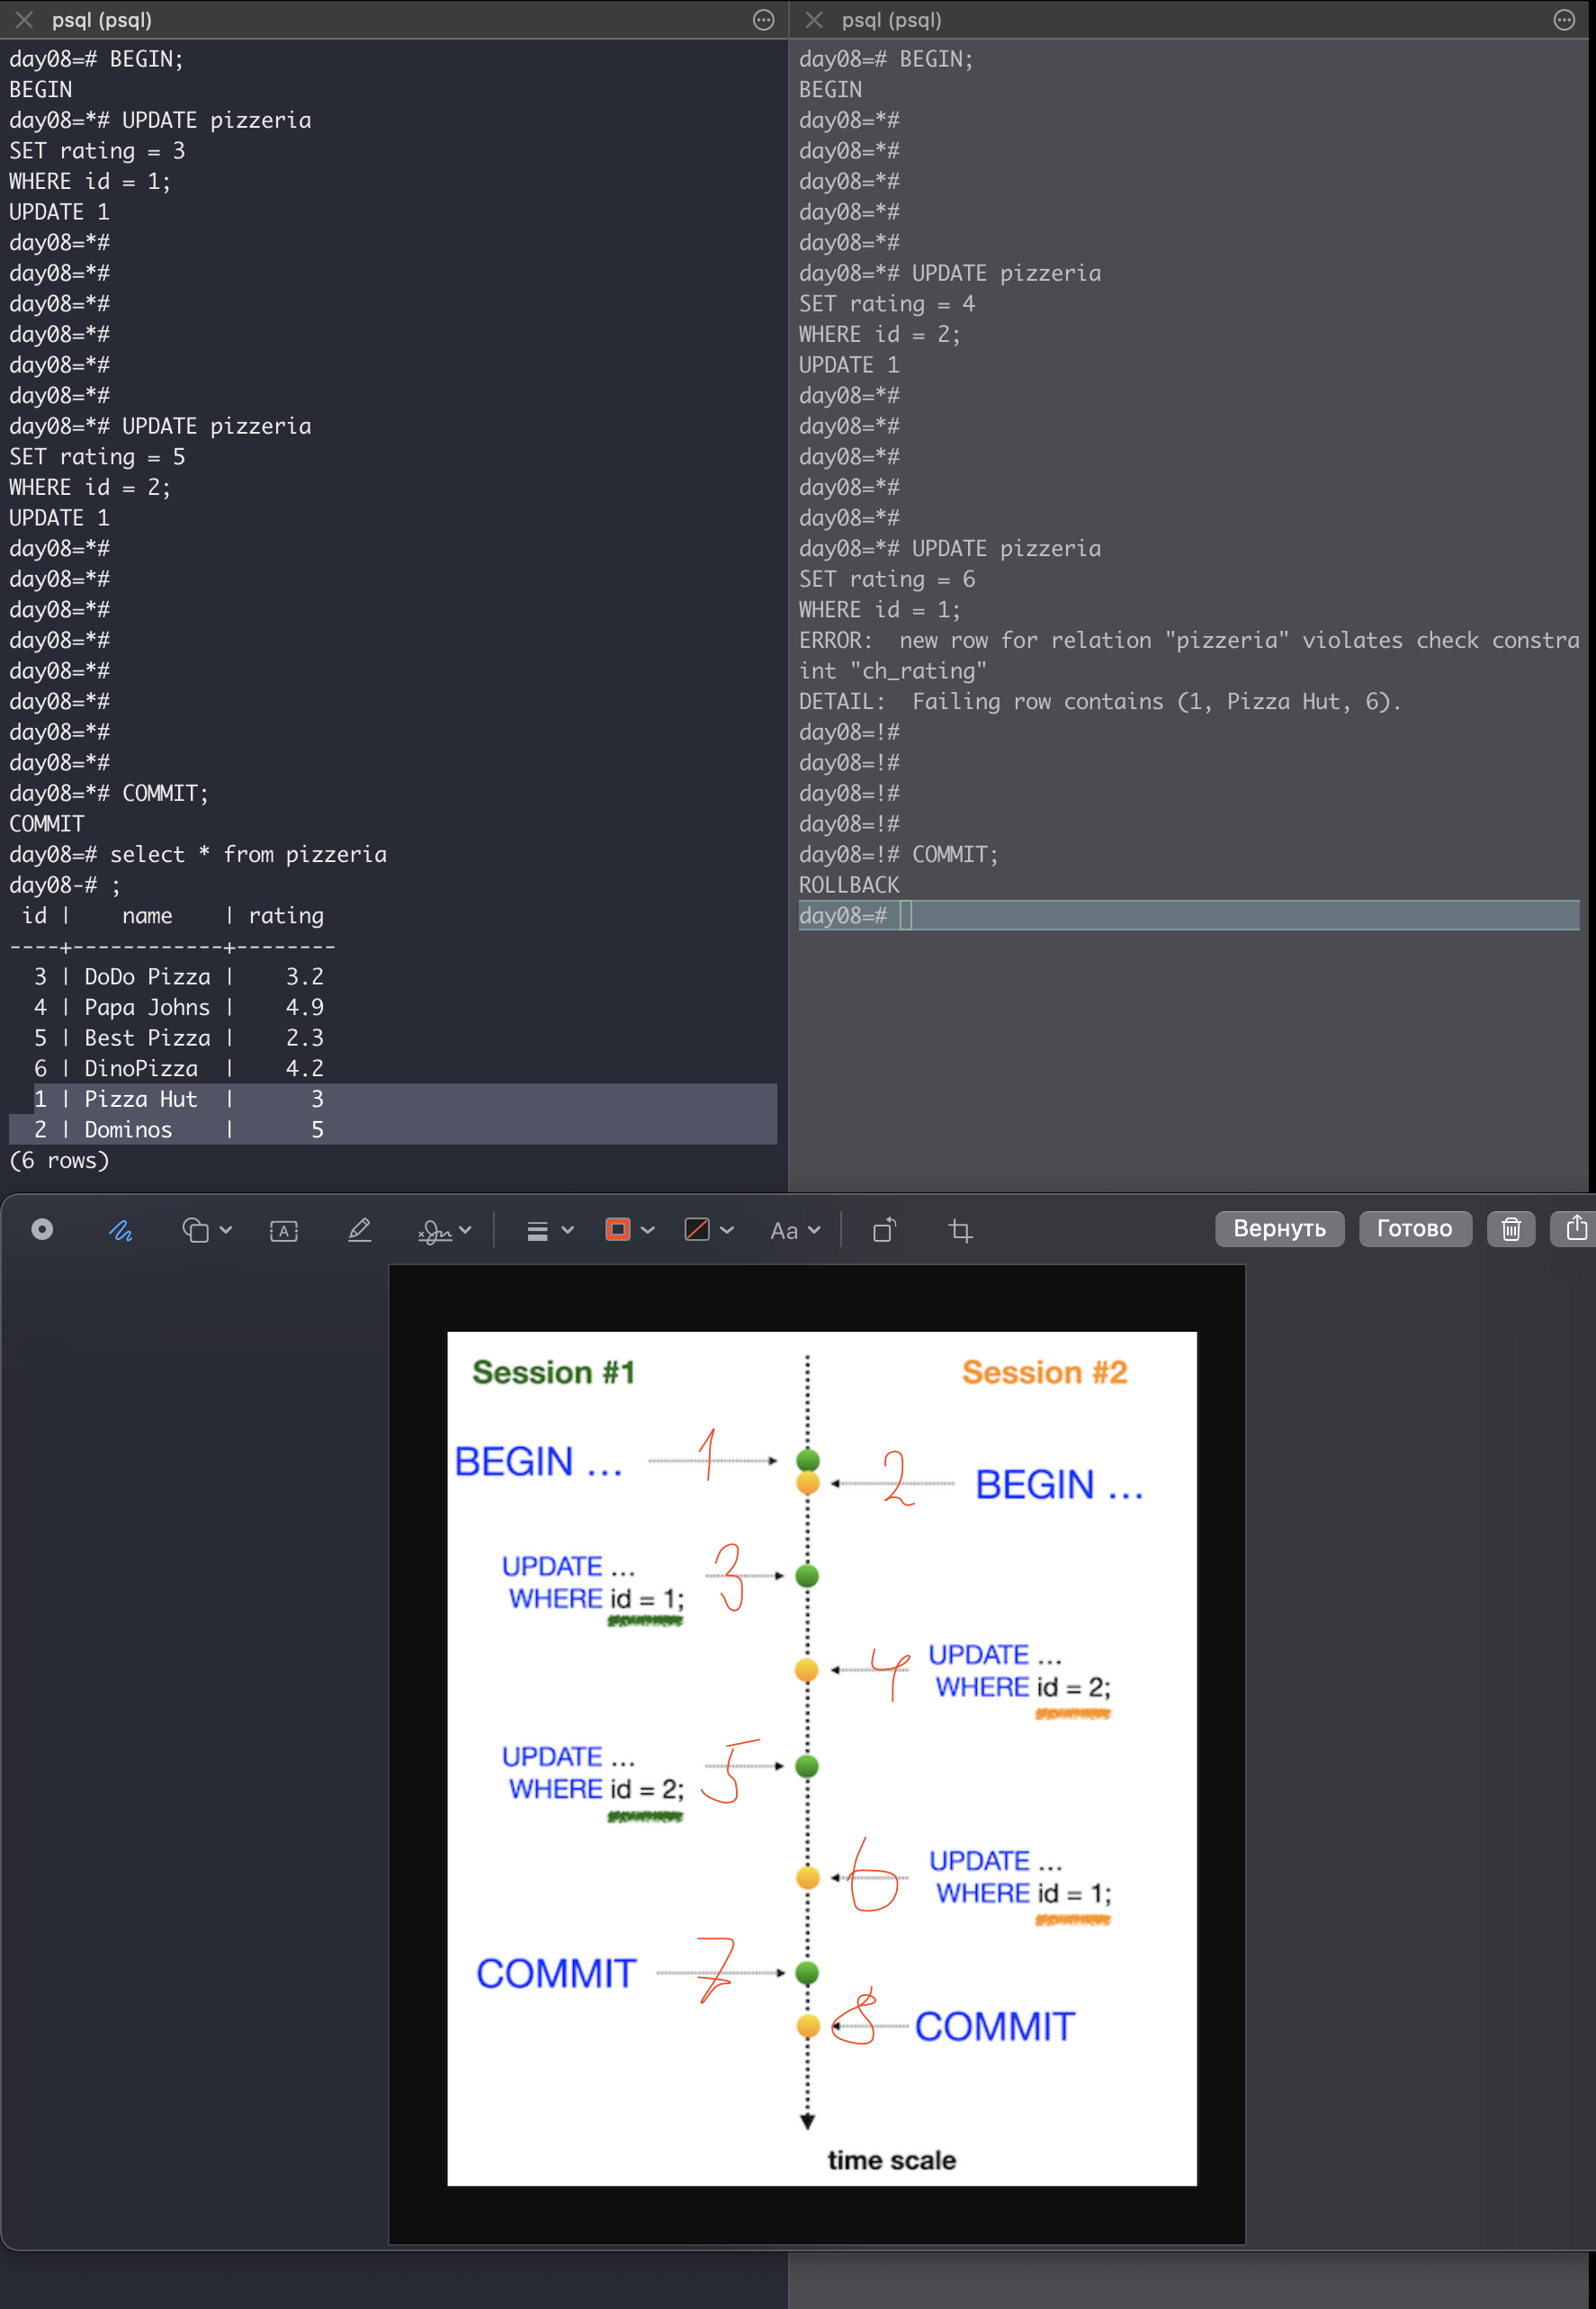 psql (psql)
day08=# BEGIN;
BEGIN
day08=*# UPDATE pizzeria
SET rating = 3
WHERE id = 1;
UPDATE 1
day08=*#
day08=*#
day08=*#
day08=*#
day08=*#
day08=*#
day08=*# UPDATE pizzeria
SET rating = 5
WHERE id = 2;
UPDATE 1
day08=*#
day08=*#
day08=*#
day08=*#
day08=*#
day08=*#
day08=*#
day08=*#
day08=*# COMMIT;
COMMIT
day08=# select * from pizzeria
day08-# ;
id | name | rating
----+------------+--------
3 | DoDo Pizza | 3.2
4 | Papa Johns | 4.9
5 | Best Pizza | 2.3
6 | DinoPizza | 4.2
1 | Pizza Hut | 3
2 | Dominos | 5
(6 rows)
psql (psql)
day08=# BEGIN;
BEGIN
day08=*#
day08=*#
day08=*#
day08=*#
day08=*#
day08=*# UPDATE pizzeria
SET rating = 4
WHERE id = 2;
UPDATE 1
day08=*#
day08=*#
day08=*#
day08=*#
day08=*#
day08=*# UPDATE pizzeria
SET rating = 6
WHERE id = 1;
ERROR:  new row for relation "pizzeria" violates check constra
int "ch_rating"
DETAIL:  Failing row contains (1, Pizza Hut, 6).
day08=!#
day08=!#
day08=!#
day08=!#
day08=!# COMMIT;
ROLLBACK
day08=#
A
Aa
Вернуть
Готово
Session #1
Session #2
BEGIN ...
1
2
BEGIN ...
UPDATE ...
WHERE id = 1;
3
4
UPDATE ...
WHERE id = 2;
UPDATE ...
WHERE id = 2;
5
6
UPDATE ...
WHERE id = 1;
COMMIT
7
8
COMMIT
time scale